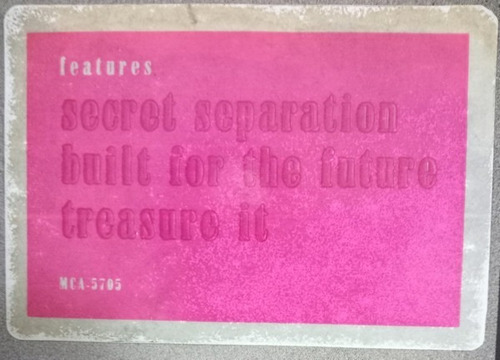 features
secret separation
built for the future
treasure it
MCA-5705